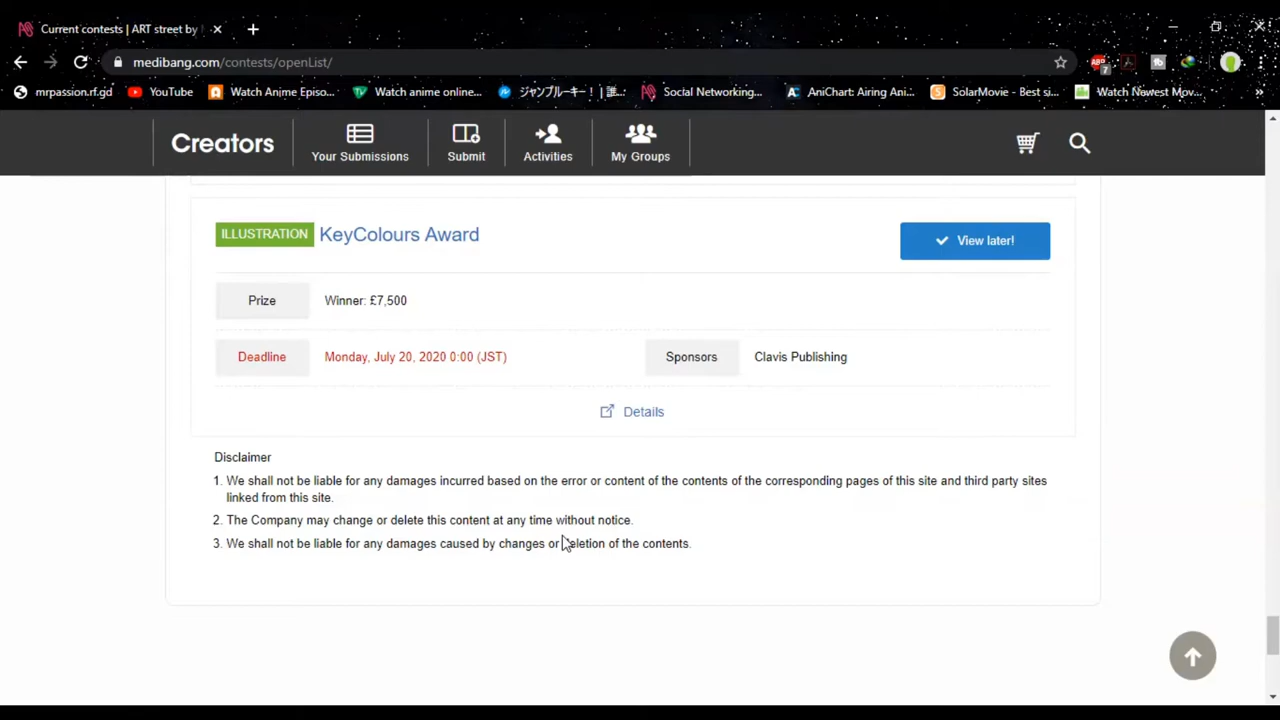 Current contests | ART street by
medibang.com/contests/openList/
7
mrpassion.rf.gd
YouTube
Watch Anime Episo...
Watch anime online...
ジャンプルーキー！ | 誰...
Social Networking...
AniChart: Airing Ani...
SolarMovie - Best si...
Watch Newest Mov...
Creators
Your Submissions
Submit
Activities
My Groups
ILLUSTRATION KeyColours Award
View later!
Prize Winner: £7,500
Deadline Monday, July 20, 2020 0:00 (JST) Sponsors Clavis Publishing
Details
Disclaimer
1. We shall not be liable for any damages incurred based on the error or content of the contents of the corresponding pages of this site and third party sites
linked from this site.
2. The Company may change or delete this content at any time without notice.
3. We shall not be liable for any damages caused by changes or deletion of the contents.